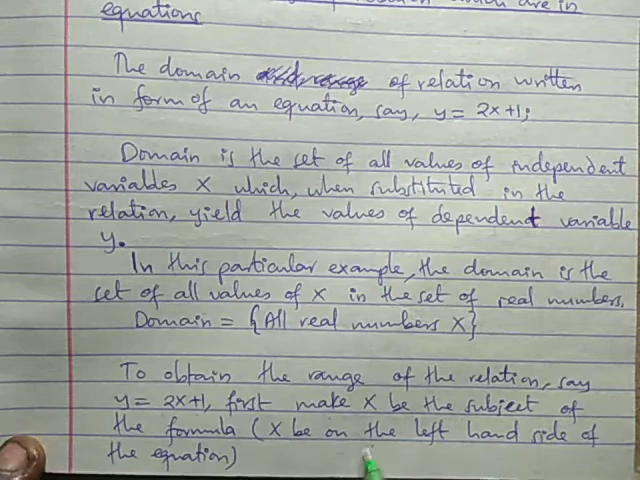 which are in
equations
The domain of relation written
in form of an equation, say, y = 2x+1;
Domain is the set of all values of independent
variables x which, when substituted in the
relation, yield the values of dependent variable
y.
In this particular example, the domain is the
set of all values of x in the set of real numbers.
Domain = {All real numbers x}
To obtain the range of the relation, say
y = 2x+1, first make x be the subject of
the formula (x be on the left hand side of
the equation)